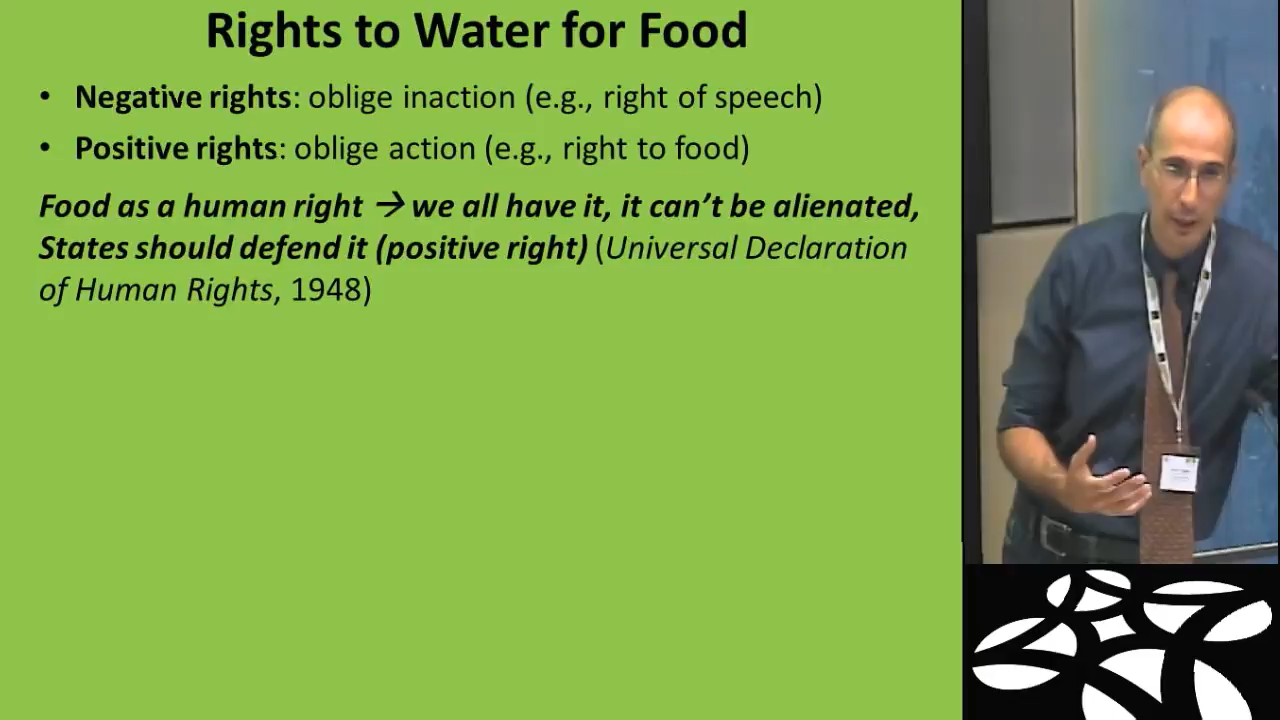 Rights to Water for Food
• Negative rights: oblige inaction (e.g., right of speech)
• Positive rights: oblige action (e.g., right to food)
Food as a human right → we all have it, it can’t be alienated,
States should defend it (positive right) (Universal Declaration
of Human Rights, 1948)